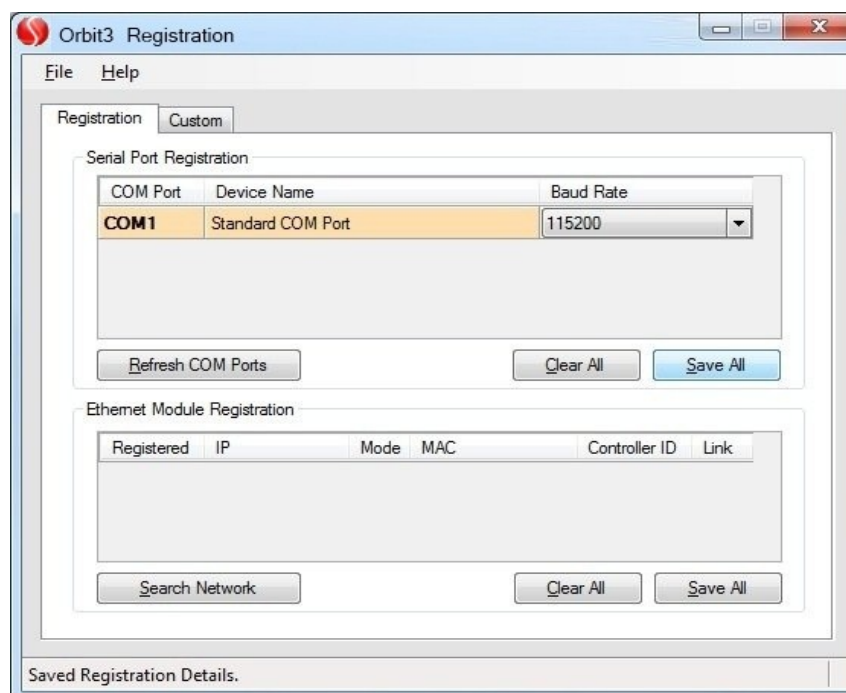 Orbit3 Registration
File Help
Registration Custom
Serial Port Registration
COM Port Device Name Baud Rate
COM1 Standard COM Port 115200
Refresh COM Ports Clear All Save All
Ethernet Module Registration
Registered IP Mode MAC Controller ID Link
Search Network Clear All Save All
Saved Registration Details.